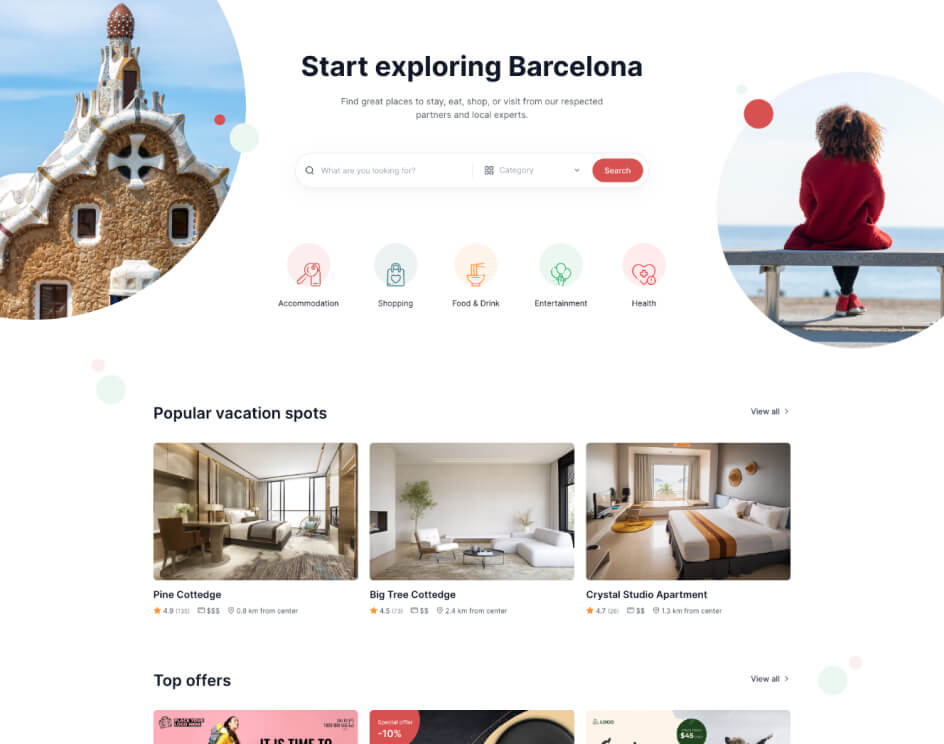 Start exploring Barcelona
Find great places to stay, eat, shop, or visit from our respected
partners and local experts.
What are you looking for?
Category
Search
Accommodation
Shopping
Food & Drink
Entertainment
Health
Popular vacation spots
View all
Pine Cottedge
4.9 (135) $$$ 0.8 km from center
Big Tree Cottedge
4.5 (73) $$ 2.4 km from center
Crystal Studio Apartment
4.7 (26) $$ 1.3 km from center
Top offers
View all
PLACE YOUR
LOGO HERE
IT IS TIME TO
Special offer
-10%
LOGO
$45